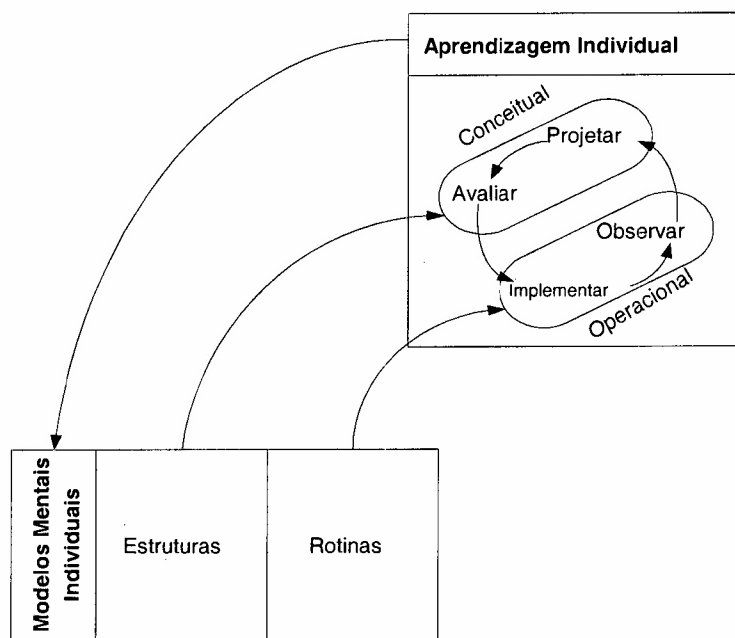 Aprendizagem Individual
Conceitual
Projetar
Avaliar
Observar
Implementar
Operacional
Modelos Mentais
Individuais
Estruturas
Rotinas